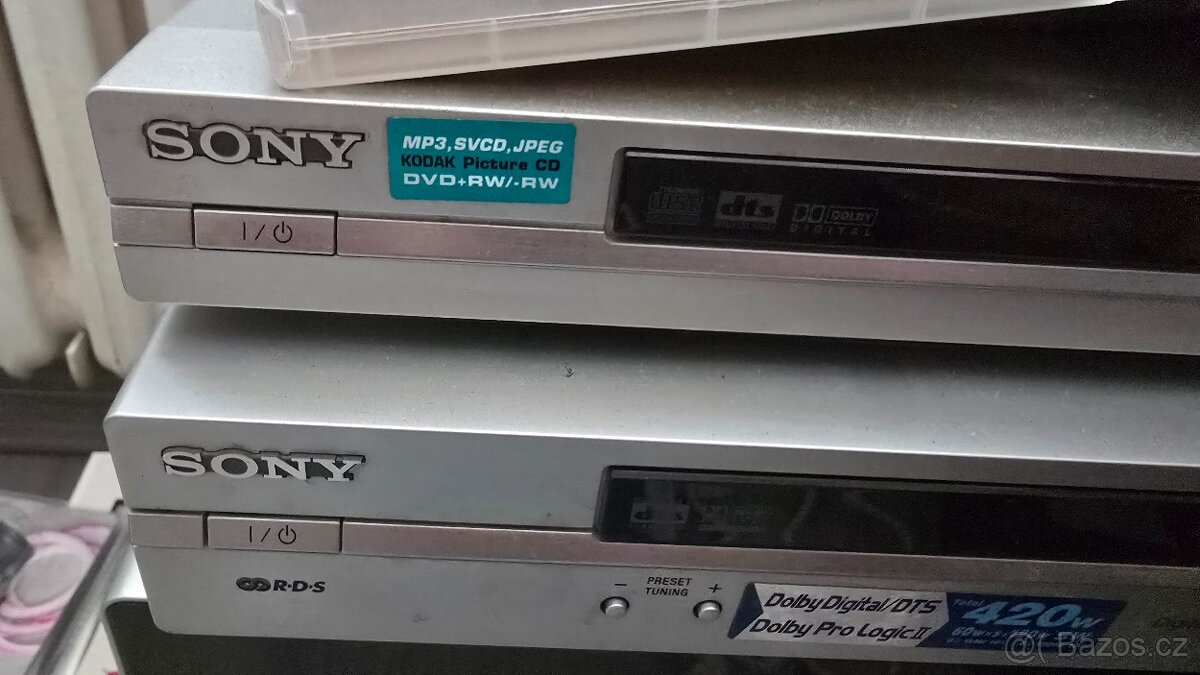 SONY
MP3,SVCD,JPEG
KODAK Picture CD
DVD+RW/-RW
I/⏻
dts
DOLBY
DIGITAL
SONY
I/⏻
R·D·S
− PRESET TUNING +
Dolby Digital/DTS
Dolby Pro Logic II
total 420W
Bazos.cz